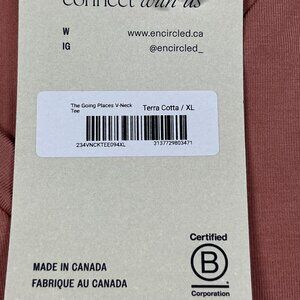 connect with us
W www.encircled.ca
IG @encircled_
The Going Places V-Neck
Tee
Terra Cotta / XL
234VNCKTEE094XL 3137729803471
Certified
B
Corporation
MADE IN CANADA
FABRIQUE AU CANADA